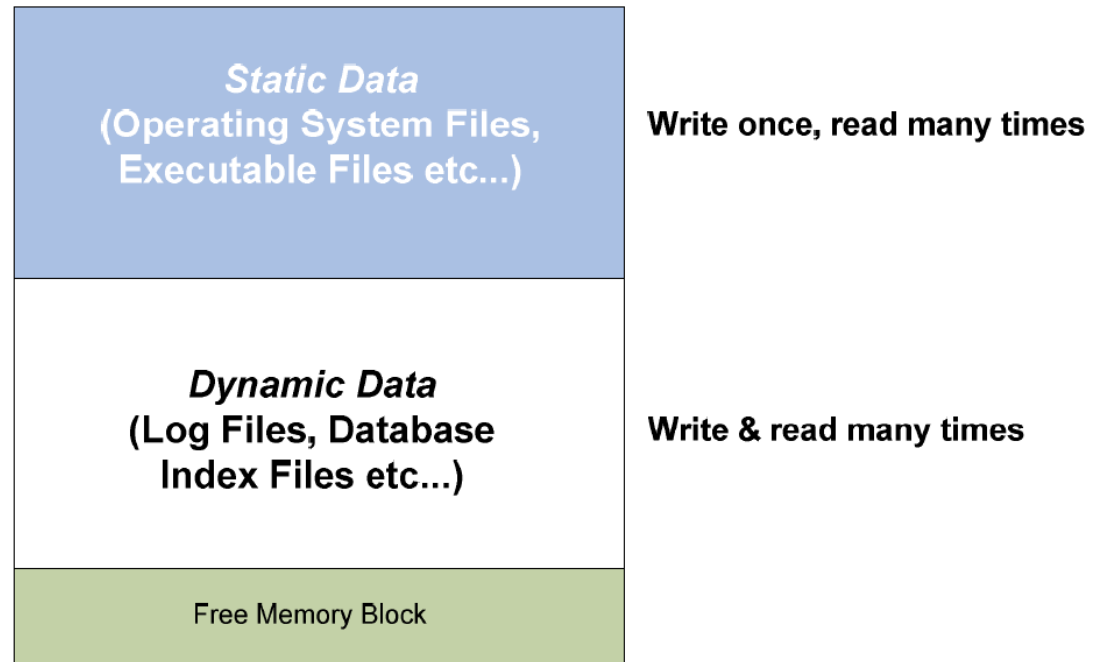 Static Data
(Operating System Files,
Executable Files etc...)
Write once, read many times
Dynamic Data
(Log Files, Database
Index Files etc...)
Write & read many times
Free Memory Block